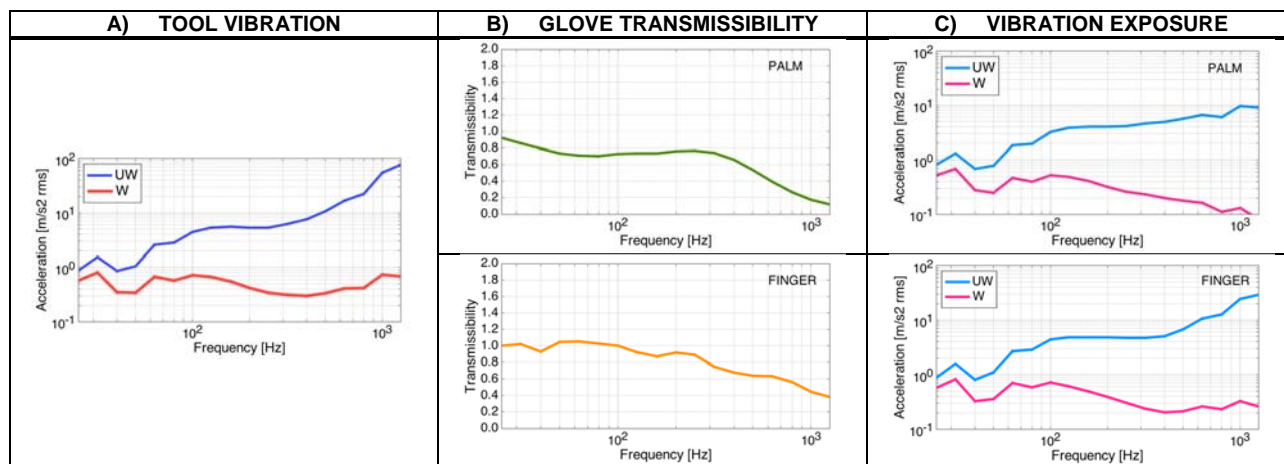 A) TOOL VIBRATION
B) GLOVE TRANSMISSIBILITY
C) VIBRATION EXPOSURE
Acceleration [m/s2 rms]
10^2
10^1
10^0
10^-1
UW
W
10^2
10^3
Frequency [Hz]
Transmissibility
2.0
1.8
1.6
1.4
1.2
1.0
0.8
0.6
0.4
0.2
0.0
PALM
10^2
10^3
Frequency [Hz]
Transmissibility
2.0
1.8
1.6
1.4
1.2
1.0
0.8
0.6
0.4
0.2
0.0
FINGER
10^2
10^3
Frequency [Hz]
Acceleration [m/s2 rms]
10^2
10^1
10^0
10^-1
UW
W
PALM
10^2
10^3
Frequency [Hz]
Acceleration [m/s2 rms]
10^2
10^1
10^0
10^-1
UW
W
FINGER
10^2
10^3
Frequency [Hz]